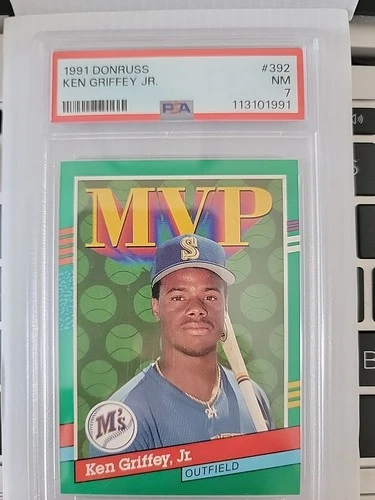 1991 DONRUSS #392
KEN GRIFFEY JR. NM
7
PSA 113101991
MVP
S
M's
Ken Griffey, Jr.
OUTFIELD
B